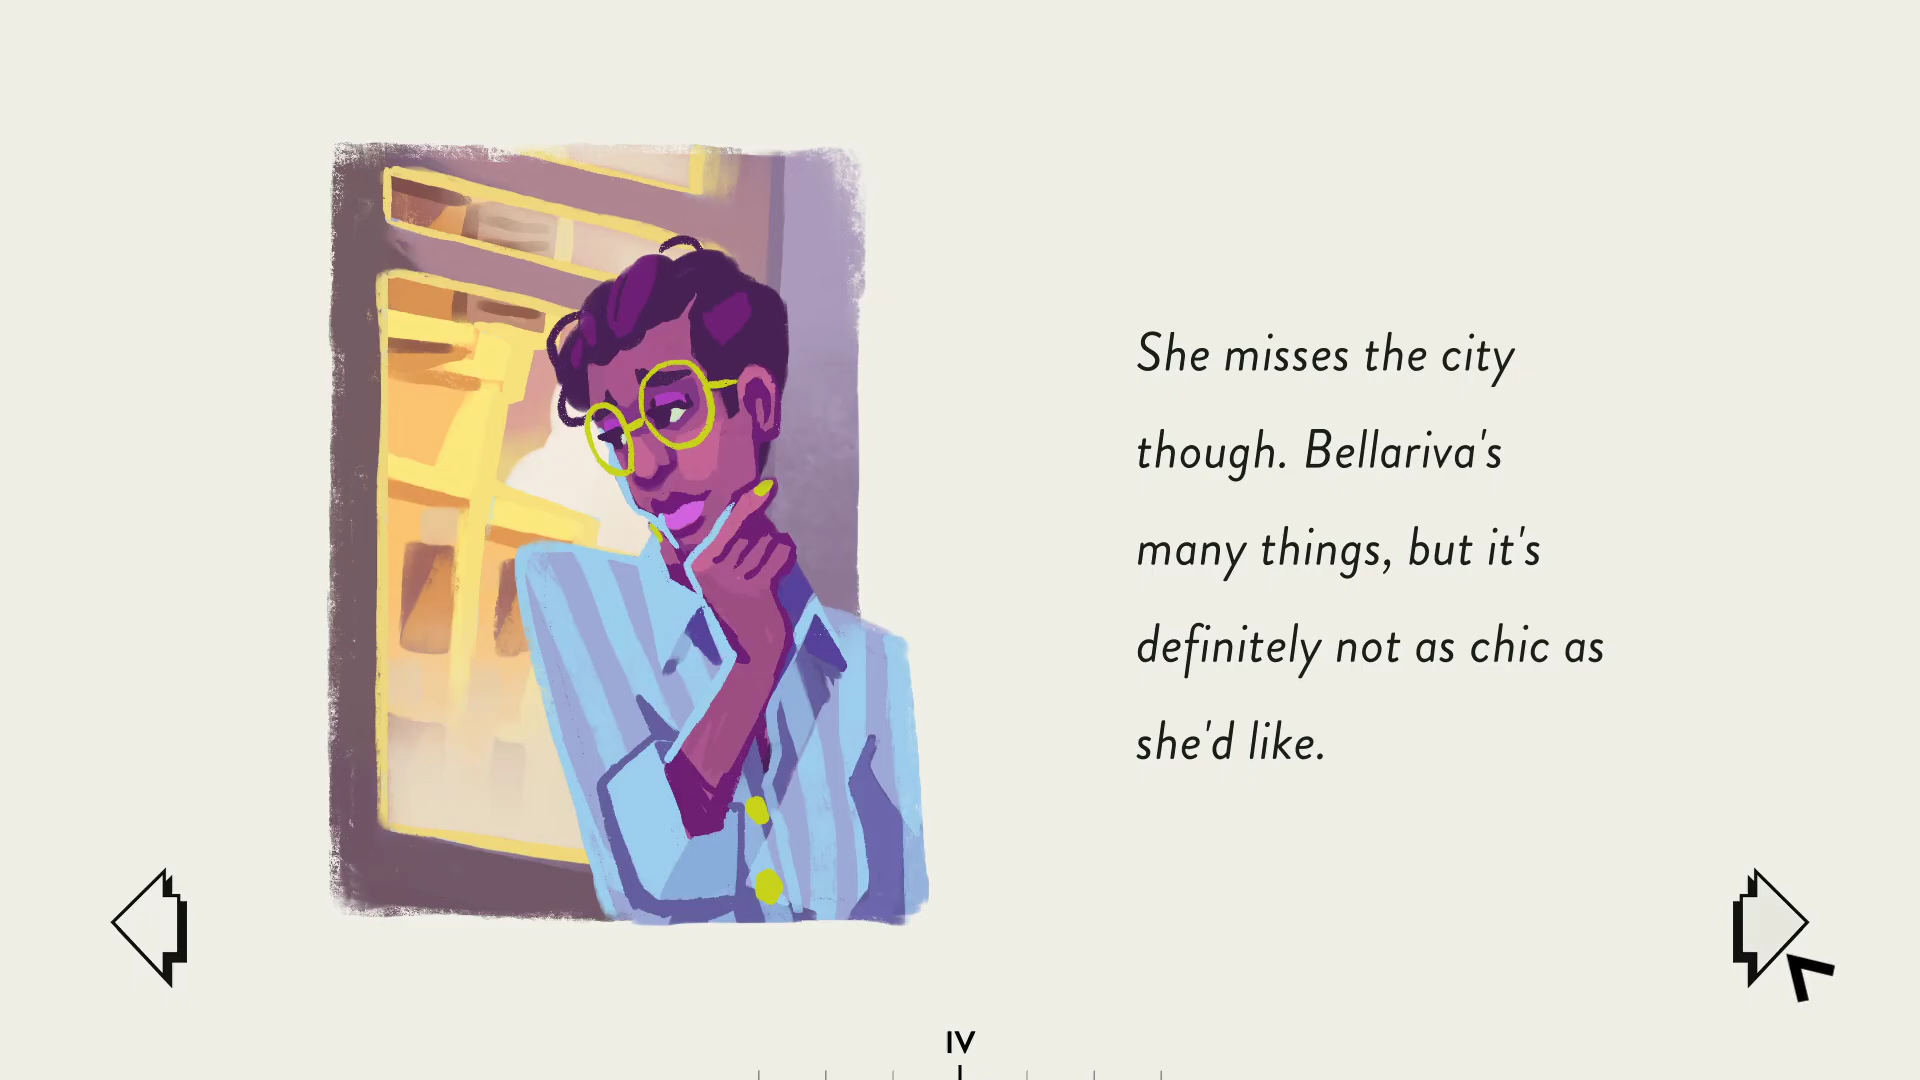 She misses the city
though. Bellariva's
many things, but it's
definitely not as chic as
she'd like.
IV